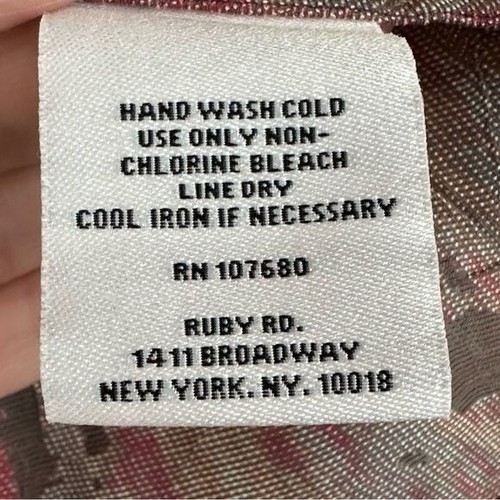 HAND WASH COLD
USE ONLY NON-
CHLORINE BLEACH
LINE DRY
COOL IRON IF NECESSARY
RN 107680
RUBY RD.
1411 BROADWAY
NEW YORK. NY. 10018